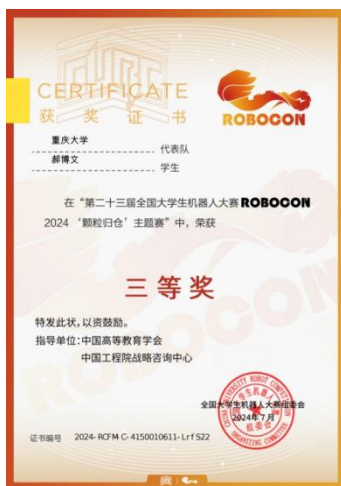 CERTIFICATE
获奖证书
ROBOCON
重庆大学
代表队
郝博文
学生
在“第二十三届全国大学生机器人大赛ROBOCON
2024 ‘颗粒归仓’主题赛”中，荣获
三等奖
特发此状，以资鼓励。
指导单位：中国高等教育学会
中国工程院战略咨询中心
全国大学生机器人大赛组委会
2024年7月
证书编号 2024-RCFM-C-4150010611-LrfS22